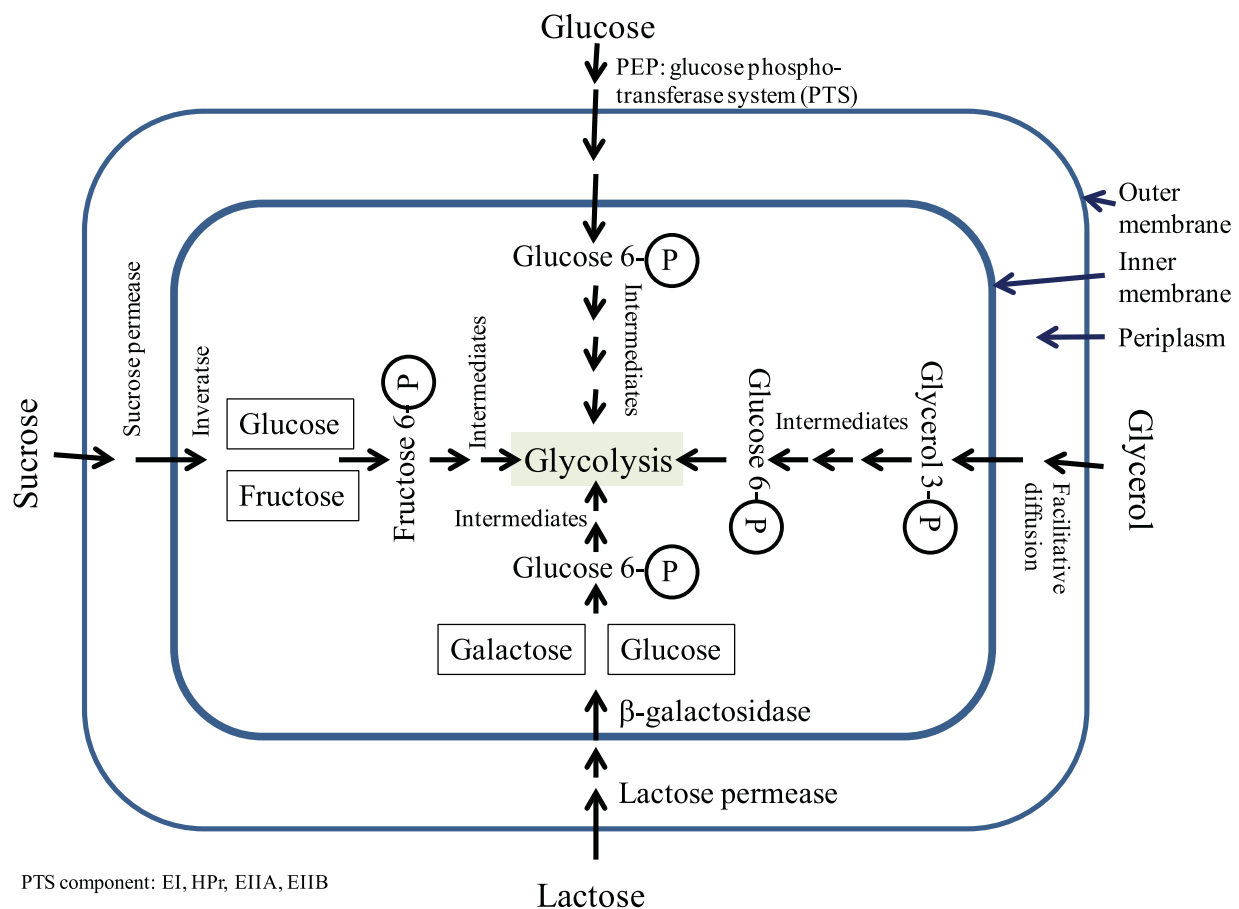 Glucose
PEP: glucose phospho-
transferase system (PTS)
Outer
membrane
Inner
membrane
Periplasm
Glucose 6-P
Intermediates
Sucrose
Sucrose permease
Inveratse
Glucose
Fructose
Fructose 6-P
Intermediates
Glycolysis
Glucose 6-P
Intermediates
Glycerol 3-P
Facilitative
diffusion
Glycerol
Intermediates
Glucose 6-P
Galactose
Glucose
β-galactosidase
Lactose permease
Lactose
PTS component: EI, HPr, EIIA, EIIB